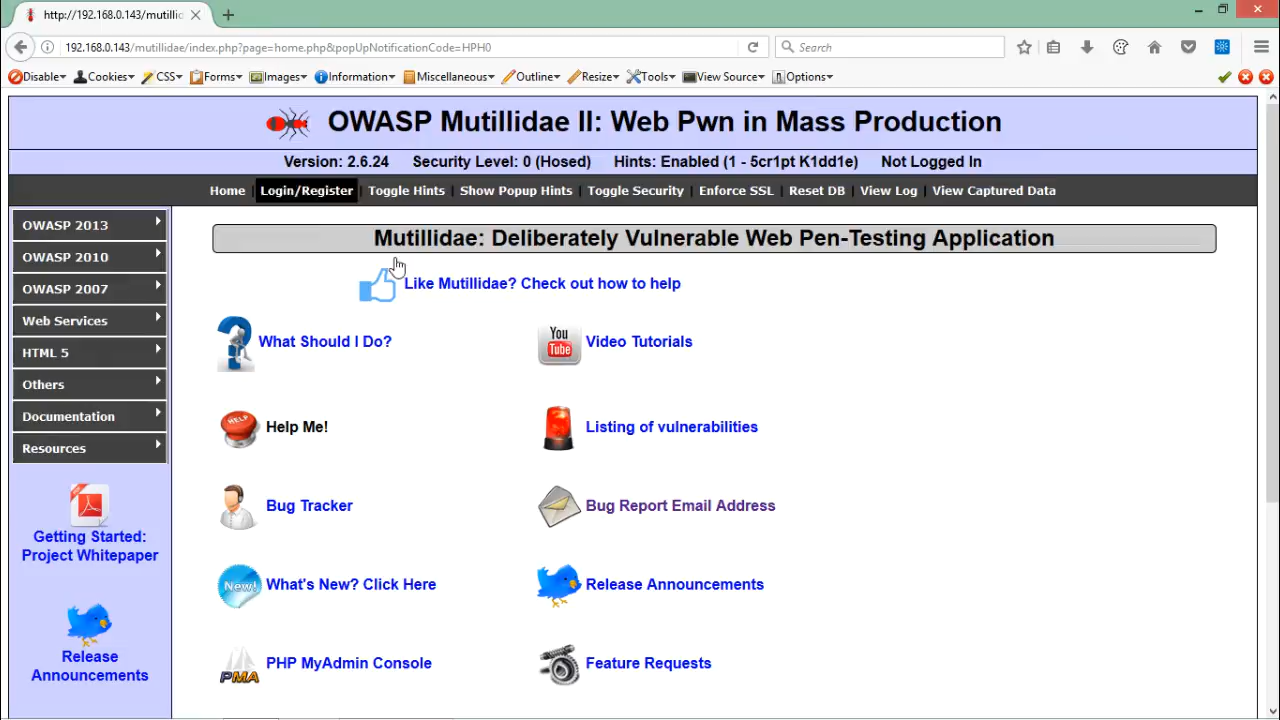 http://192.168.0.143/mutillid...
192.168.0.143/mutillidae/index.php?page=home.php&popUpNotificationCode=HPH0
Search
Disable Cookies CSS Forms Images Information Miscellaneous Outline Resize Tools View Source Options
OWASP Mutillidae II: Web Pwn in Mass Production
Version: 2.6.24 Security Level: 0 (Hosed) Hints: Enabled (1 - 5cr1pt K1dd1e) Not Logged In
Home Login/Register Toggle Hints Show Popup Hints Toggle Security Enforce SSL Reset DB View Log View Captured Data
OWASP 2013
OWASP 2010
OWASP 2007
Web Services
HTML 5
Others
Documentation
Resources
Getting Started:
Project Whitepaper
Release
Announcements
Mutillidae: Deliberately Vulnerable Web Pen-Testing Application
Like Mutillidae? Check out how to help
What Should I Do?
You
Tube
Video Tutorials
HELP
Help Me!
Listing of vulnerabilities
Bug Tracker
Bug Report Email Address
New!
What's New? Click Here
Release Announcements
PMA
PHP MyAdmin Console
Feature Requests